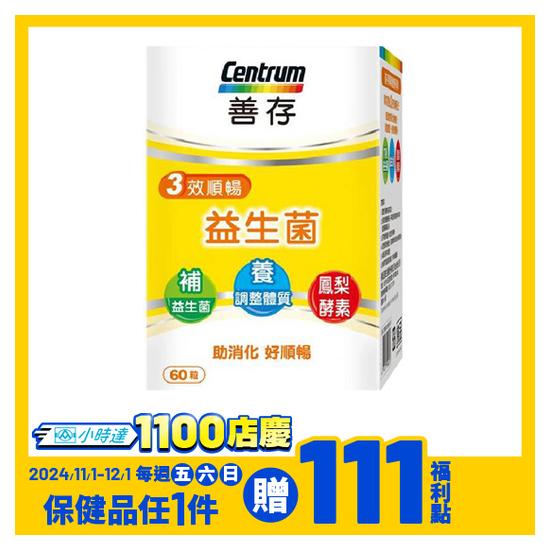 Centrum
善存
3效順暢
益生菌
補
益生菌
養
調整體質
鳳梨
酵素
助消化 好順暢
60粒
小時達
1100店慶
2024/11/1-12/1 每週五六日
保健品任1件
贈
111
福利點